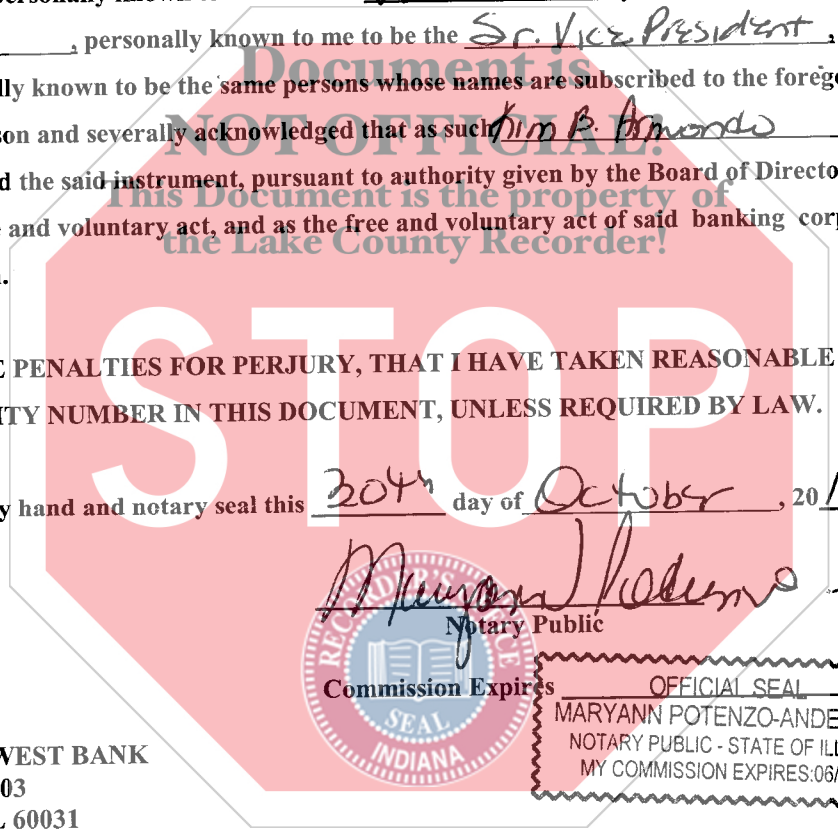 , personally known to me to be the Sr. Vice President ,
lly known to be the same persons whose names are subscribed to the forego
son and severally acknowledged that as such Kim B. Armondo
d the said instrument, pursuant to authority given by the Board of Directo
and voluntary act, and as the free and voluntary act of said banking corp
Document is
NOT OFFICIAL!
This Document is the property of
the Lake County Recorder!
STOP
E PENALTIES FOR PERJURY, THAT I HAVE TAKEN REASONABLE
ITY NUMBER IN THIS DOCUMENT, UNLESS REQUIRED BY LAW.
y hand and notary seal this 30th day of October , 201
Notary Public
Commission Expires
RECORDER'S OFFICE
SEAL
INDIANA
OFFICIAL SEAL
MARYANN POTENZO-ANDE
NOTARY PUBLIC - STATE OF ILL
MY COMMISSION EXPIRES:06/
WEST BANK
03
L 60031